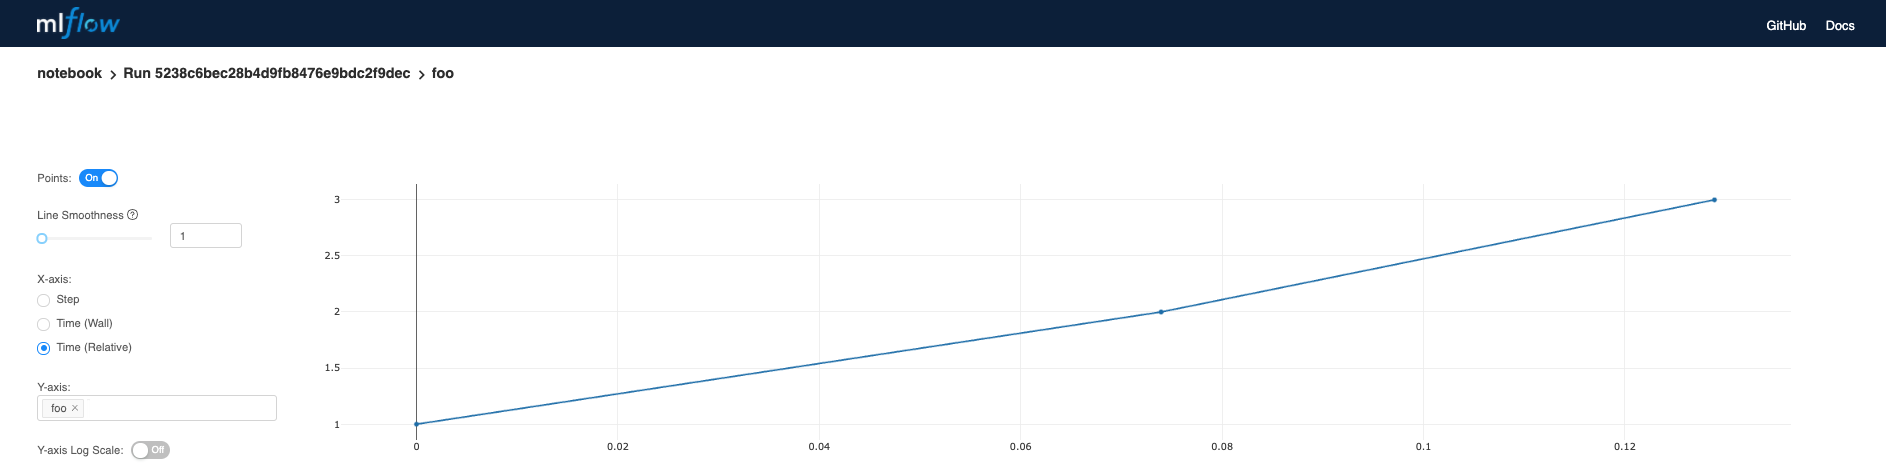 mlflow
GitHub Docs
notebook > Run 5238c6bec28b4d9fb8476e9bdc2f9dec > foo
Points: On
Line Smoothness ?
1
X-axis:
Step
Time (Wall)
Time (Relative)
Y-axis:
foo ×
Y-axis Log Scale: Off
3
2.5
2
1.5
1
0 0.02 0.04 0.06 0.08 0.1 0.12